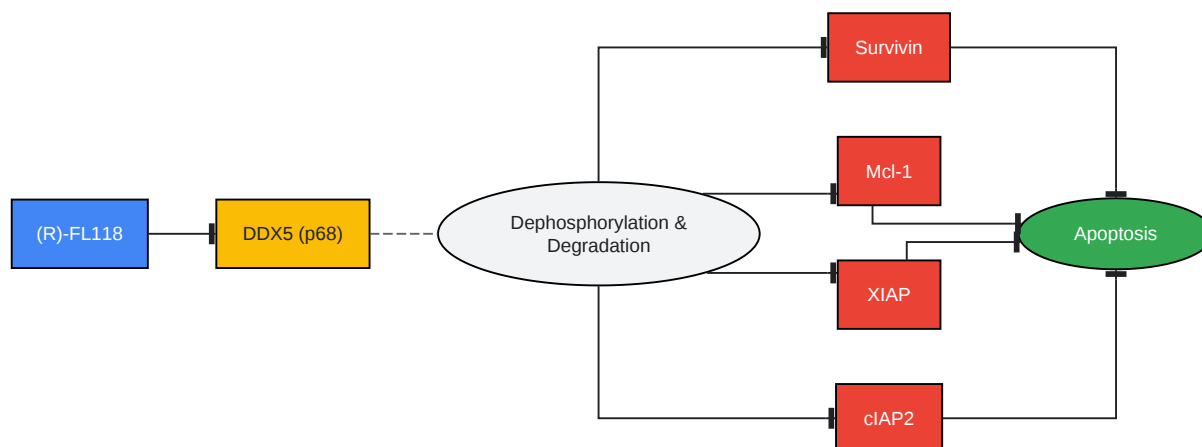 Survivin
Mcl-1
(R)-FL118
DDX5 (p68)
Dephosphorylation &
Degradation
Apoptosis
XIAP
cIAP2